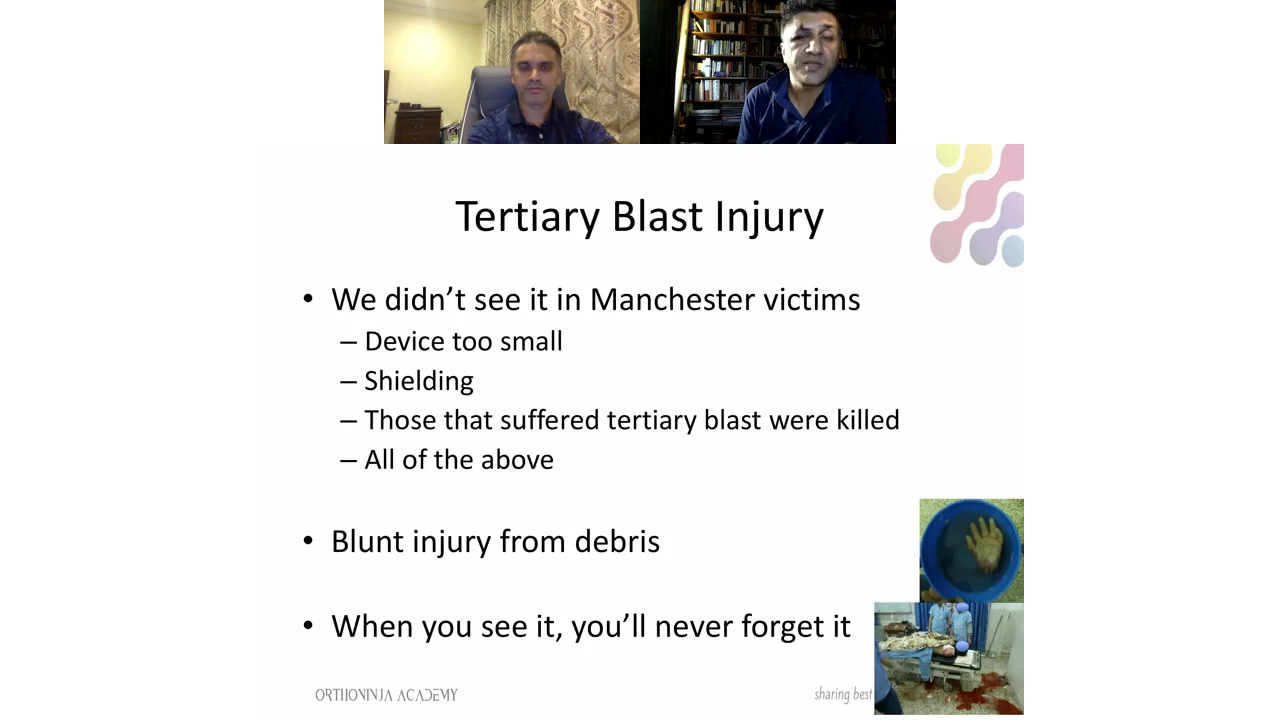 Tertiary Blast Injury
• We didn’t see it in Manchester victims
– Device too small
– Shielding
– Those that suffered tertiary blast were killed
– All of the above
• Blunt injury from debris
• When you see it, you’ll never forget it
ORTHONINJA ACADEMY
sharing best